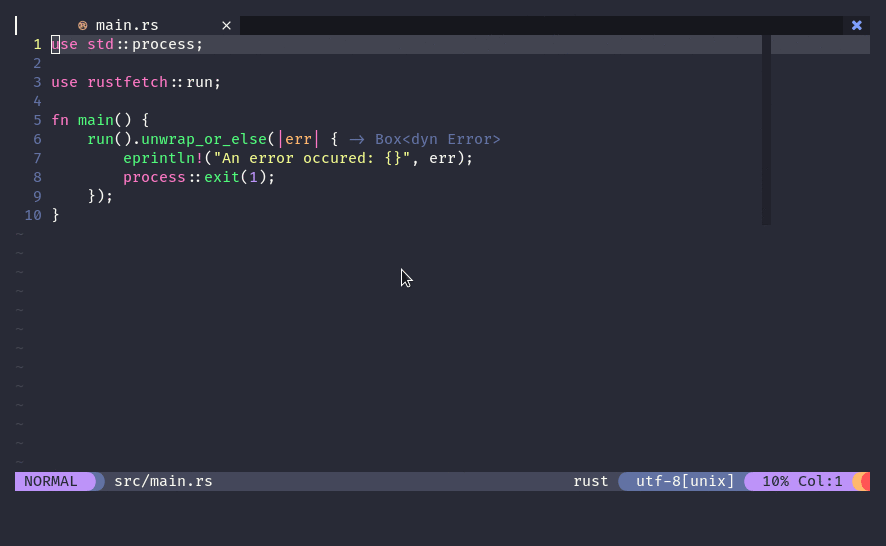 main.rs ×
1 use std::process;
2
3 use rustfetch::run;
4
5 fn main() {
6 run().unwrap_or_else(|err| { -> Box<dyn Error>
7 eprintln!("An error occured: {}", err);
8 process::exit(1);
9 });
10 }
~
~
~
~
~
~
~
~
~
~
~
~
~
NORMAL src/main.rs rust utf-8[unix] 10% Col:1